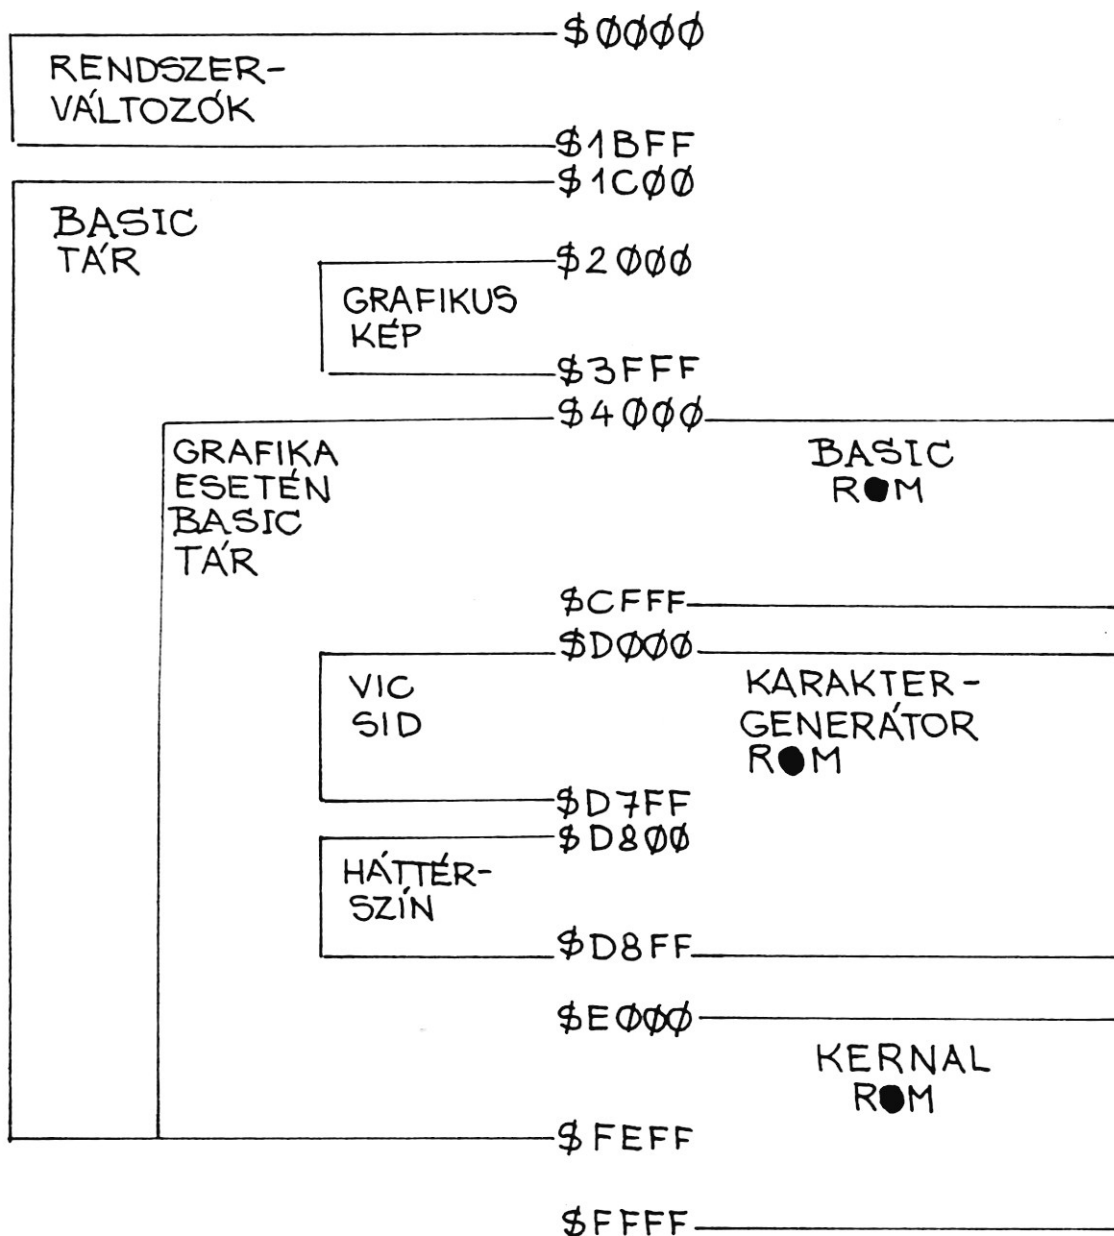 $0000
RENDSZER-
VÁLTOZÓK
$1BFF
$1C00
BASIC
TÁR
$2000
GRAFIKUS
KÉP
$3FFF
$4000
GRAFIKA
ESETÉN
BASIC
TÁR
BASIC
ROM
$CFFF
$D000
VIC
SID
KARAKTER-
GENERÁTOR
ROM
$D7FF
$D800
HÁTTÉR-
SZÍN
$D8FF
$E000
KERNAL
ROM
$FEFF
$FFFF